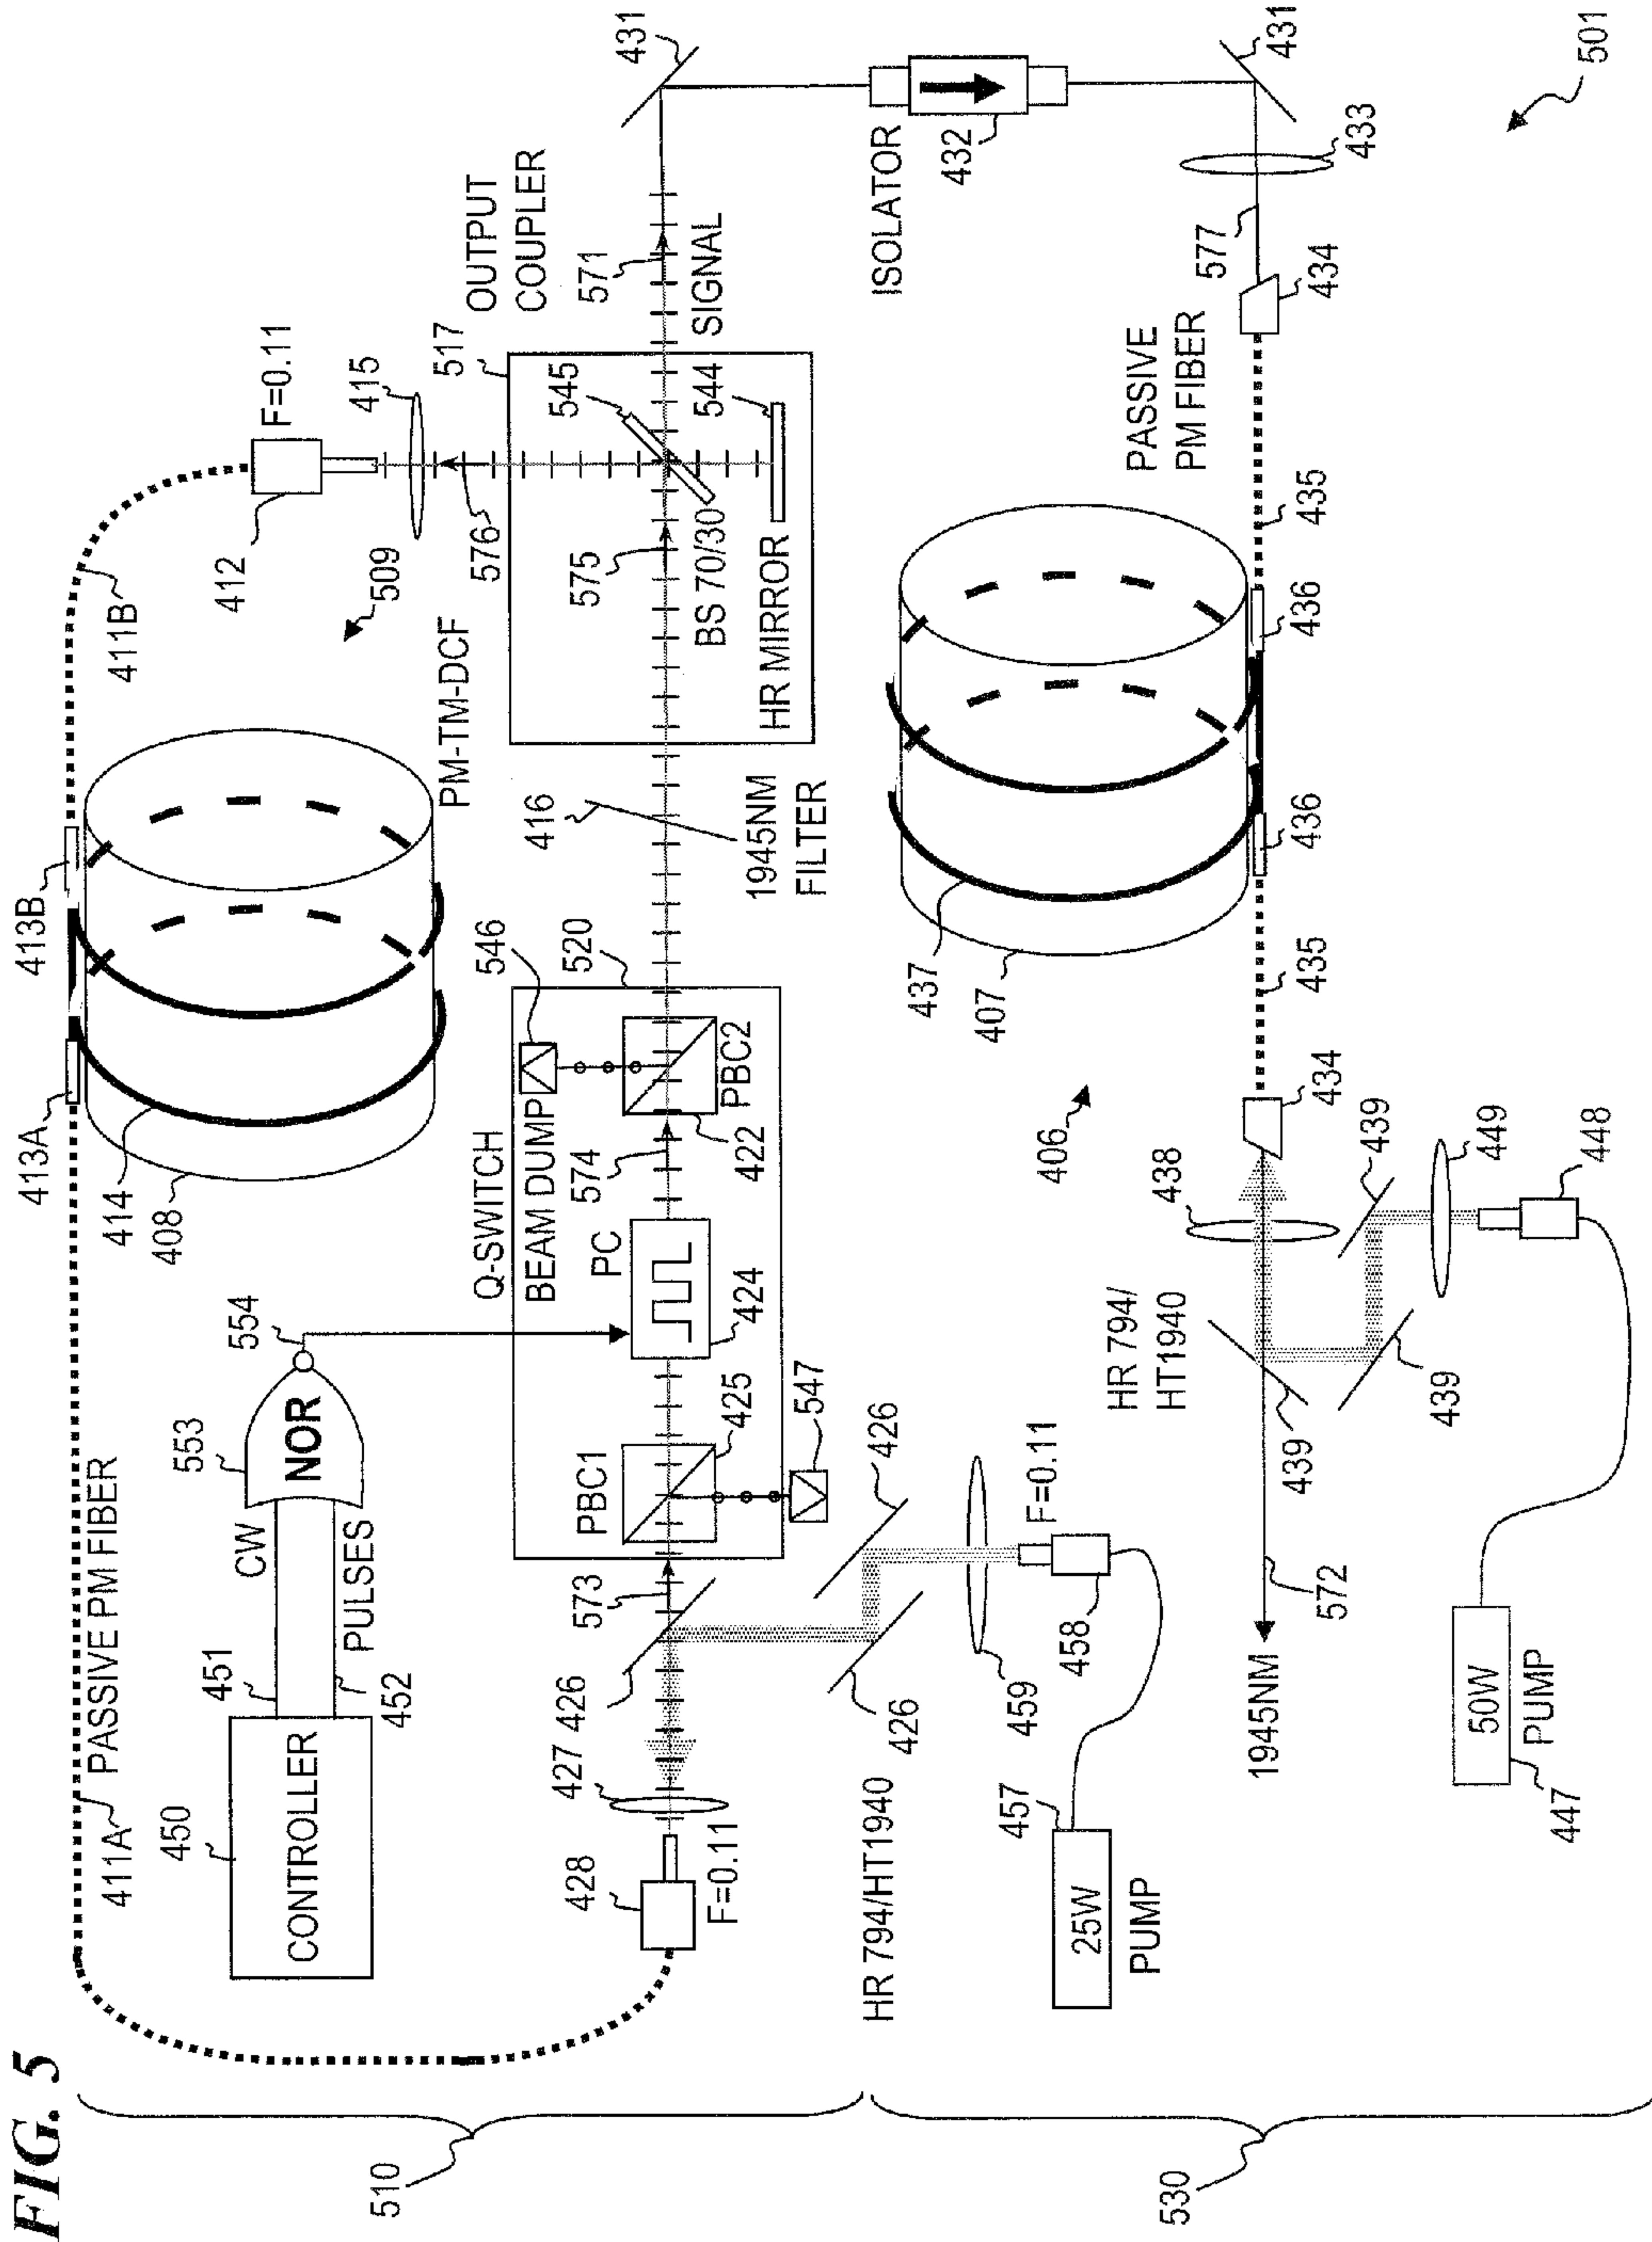 FIG. 5
510
530
411A
PASSIVE PM FIBER
413A
413B
411B
414
408
PM-TM-DCF
509
412
F=0.11
415
450
CONTROLLER
451
CW
452
PULSES
553
NOR
554
Q-SWITCH
520
BEAM DUMP
546
PC
424
574
422
PBC2
PBC1
425
547
573
426
427
428
F=0.11
416
1945NM
FILTER
517
OUTPUT
COUPLER
576
575
BS 70/30
545
544
HR MIRROR
571
SIGNAL
431
ISOLATOR
432
431
433
577
434
PASSIVE
PM FIBER
435
436
436
437
407
435
406
434
438
HR 794/
HT1940
439
439
439
449
448
572
1945NM
50W
PUMP
447
HR 794/HT1940
426
426
459
F=0.11
458
457
25W
PUMP
501